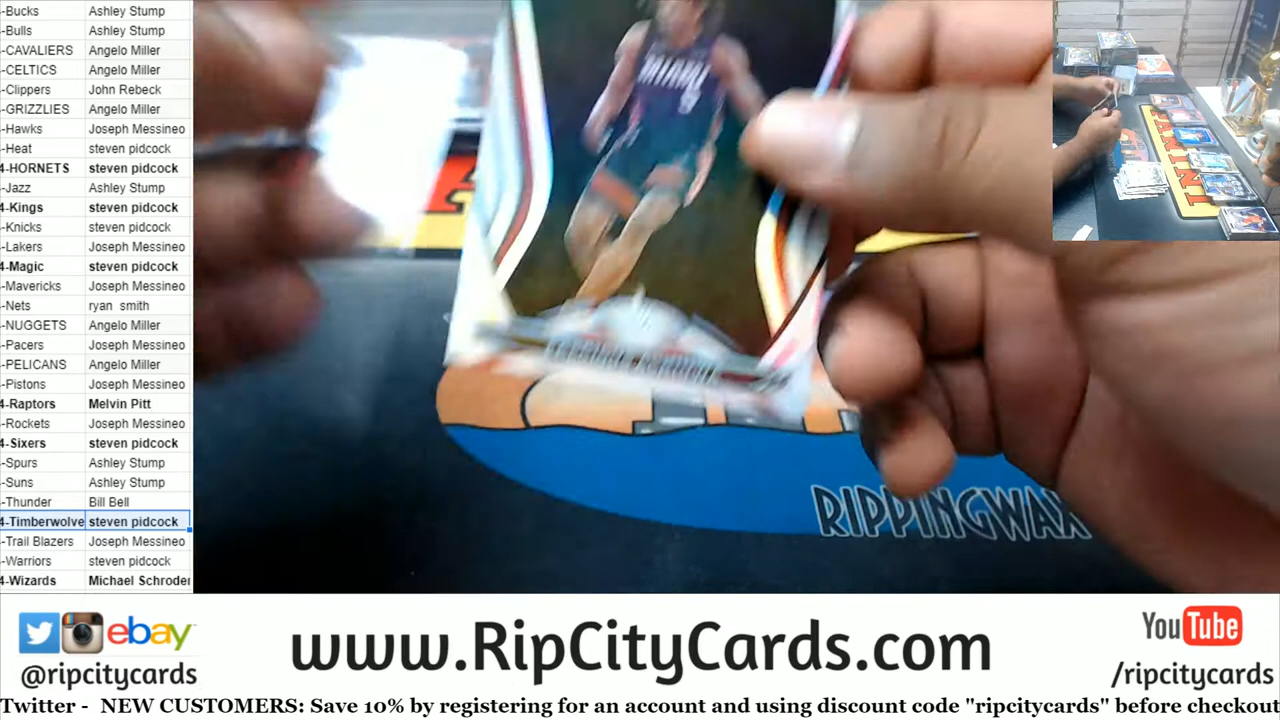 -Bucks Ashley Stump
-Bulls Ashley Stump
-CAVALIERS Angelo Miller
-CELTICS Angelo Miller
-Clippers John Rebeck
-GRIZZLIES Angelo Miller
-Hawks Joseph Messineo
-Heat steven pidcock
4-HORNETS steven pidcock
-Jazz Ashley Stump
4-Kings steven pidcock
-Knicks steven pidcock
-Lakers Joseph Messineo
4-Magic steven pidcock
-Mavericks Joseph Messineo
-Nets ryan smith
-NUGGETS Angelo Miller
-Pacers Joseph Messineo
-PELICANS Angelo Miller
-Pistons Joseph Messineo
4-Raptors Melvin Pitt
-Rockets Joseph Messineo
4-Sixers steven pidcock
-Spurs Ashley Stump
-Suns Ashley Stump
-Thunder Bill Bell
4-Timberwolve steven pidcock
-Trail Blazers Joseph Messineo
-Warriors steven pidcock
4-Wizards Michael Schroder
MIAMI
PANINI
RIPPINGWAX
ebay
@ripcitycards
www.RipCityCards.com
YouTube
/ripcitycards
Twitter - NEW CUSTOMERS: Save 10% by registering for an account and using discount code "ripcitycards" before checkout